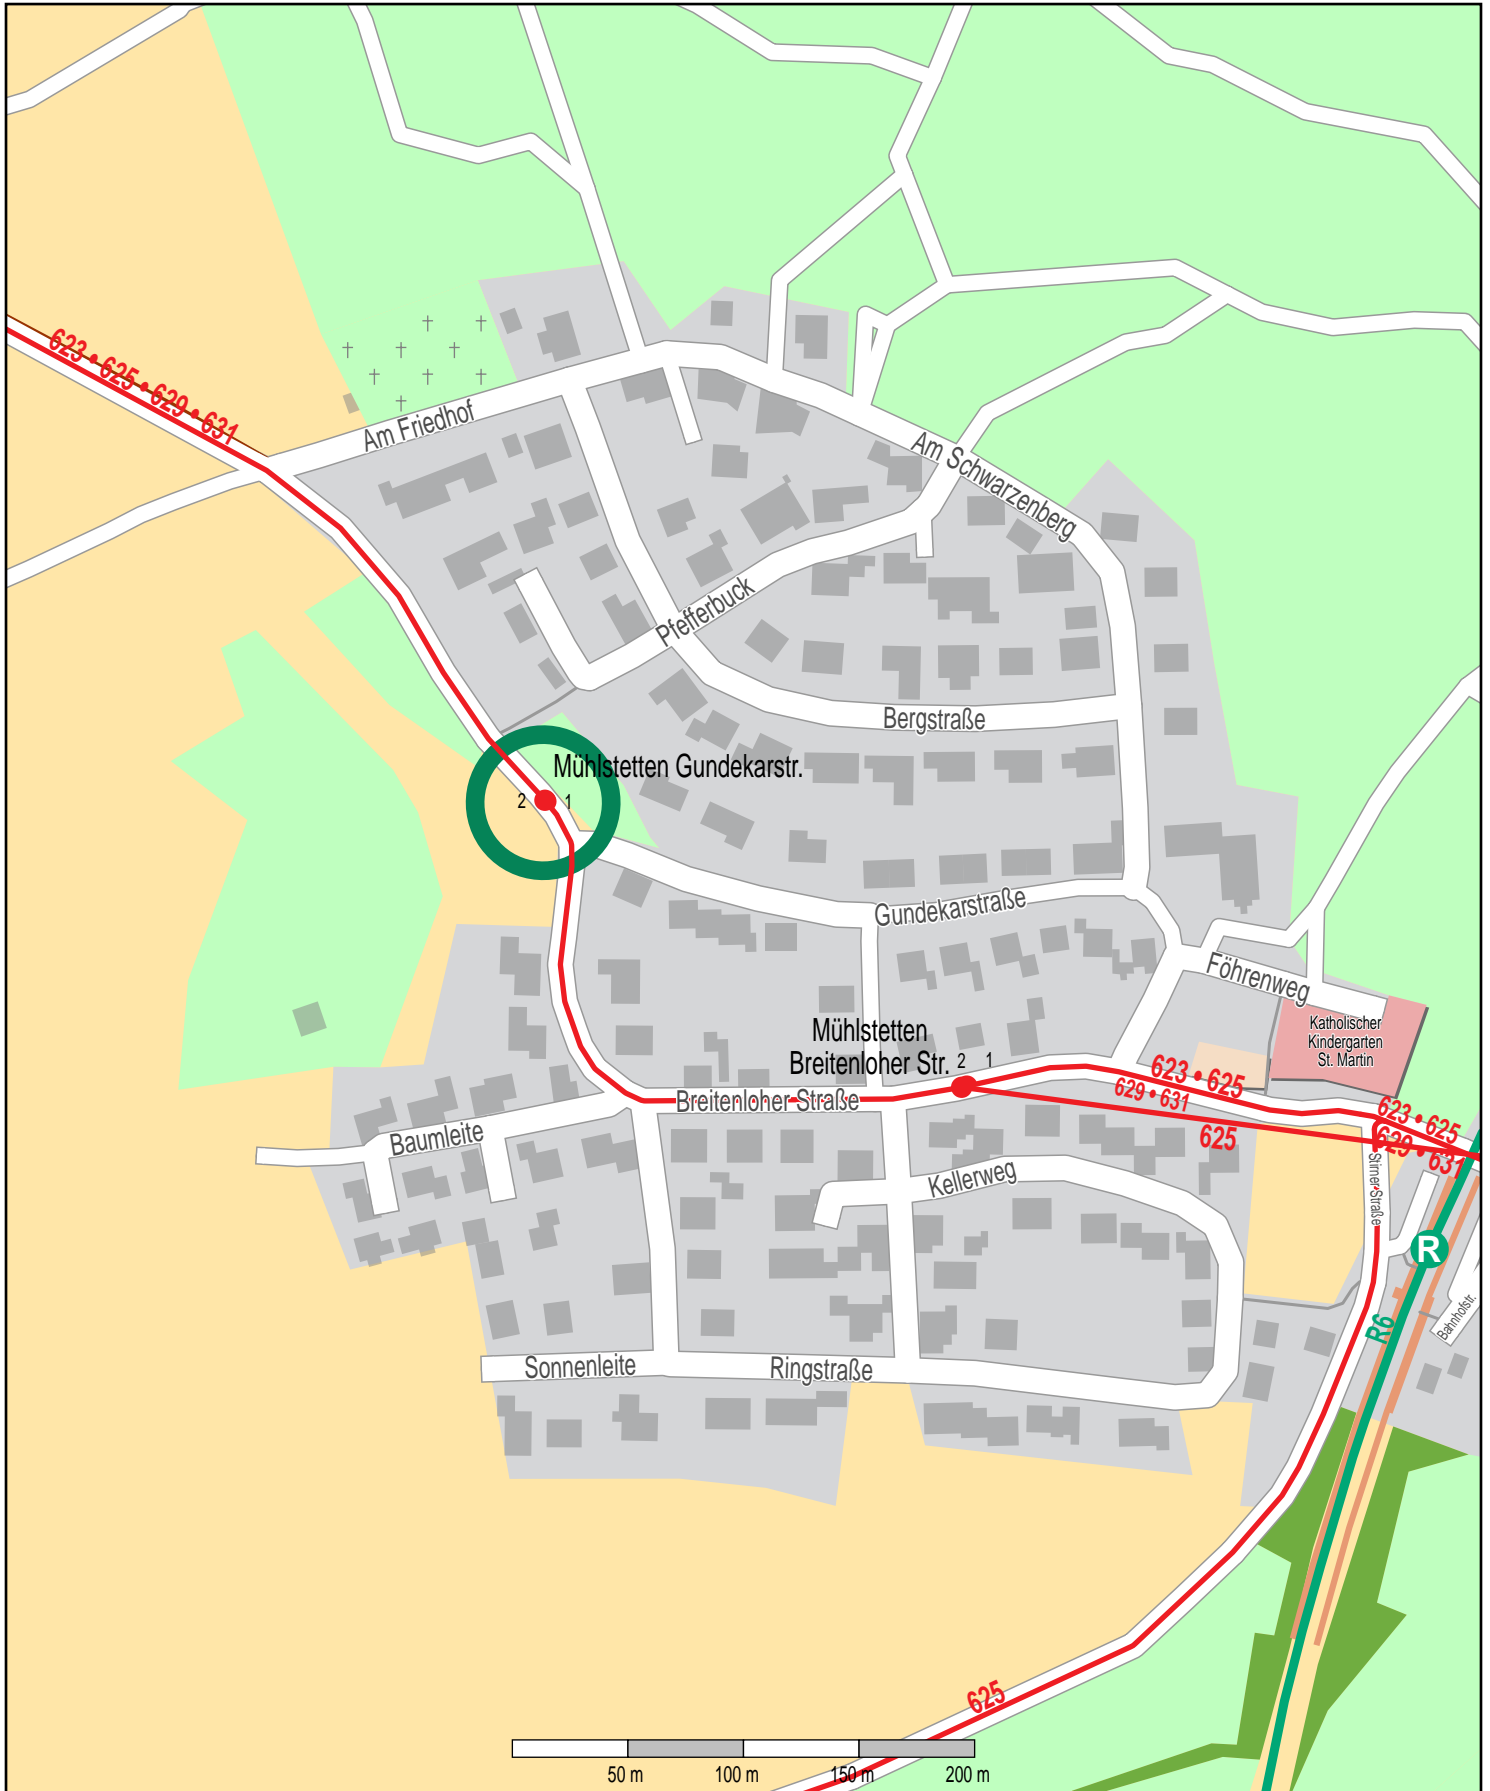 623 • 625 • 629 • 631
Am Friedhof
Am Schwarzenberg
Pfefferbuck
Bergstraße
Mühlstetten Gundekarstr.
2 1
Gundekarstraße
Föhrenweg
Katholischer
Kindergarten
St. Martin
Mühlstetten
Breitenloher Str.
2 1
623 • 625
629 • 631
625
623 • 625
629 • 631
Breitenloher Straße
Baumleite
Kellerweg
Stirner Straße
R
R6
Bahnhofstr.
Sonnenleite
Ringstraße
625
50 m 100 m 150 m 200 m